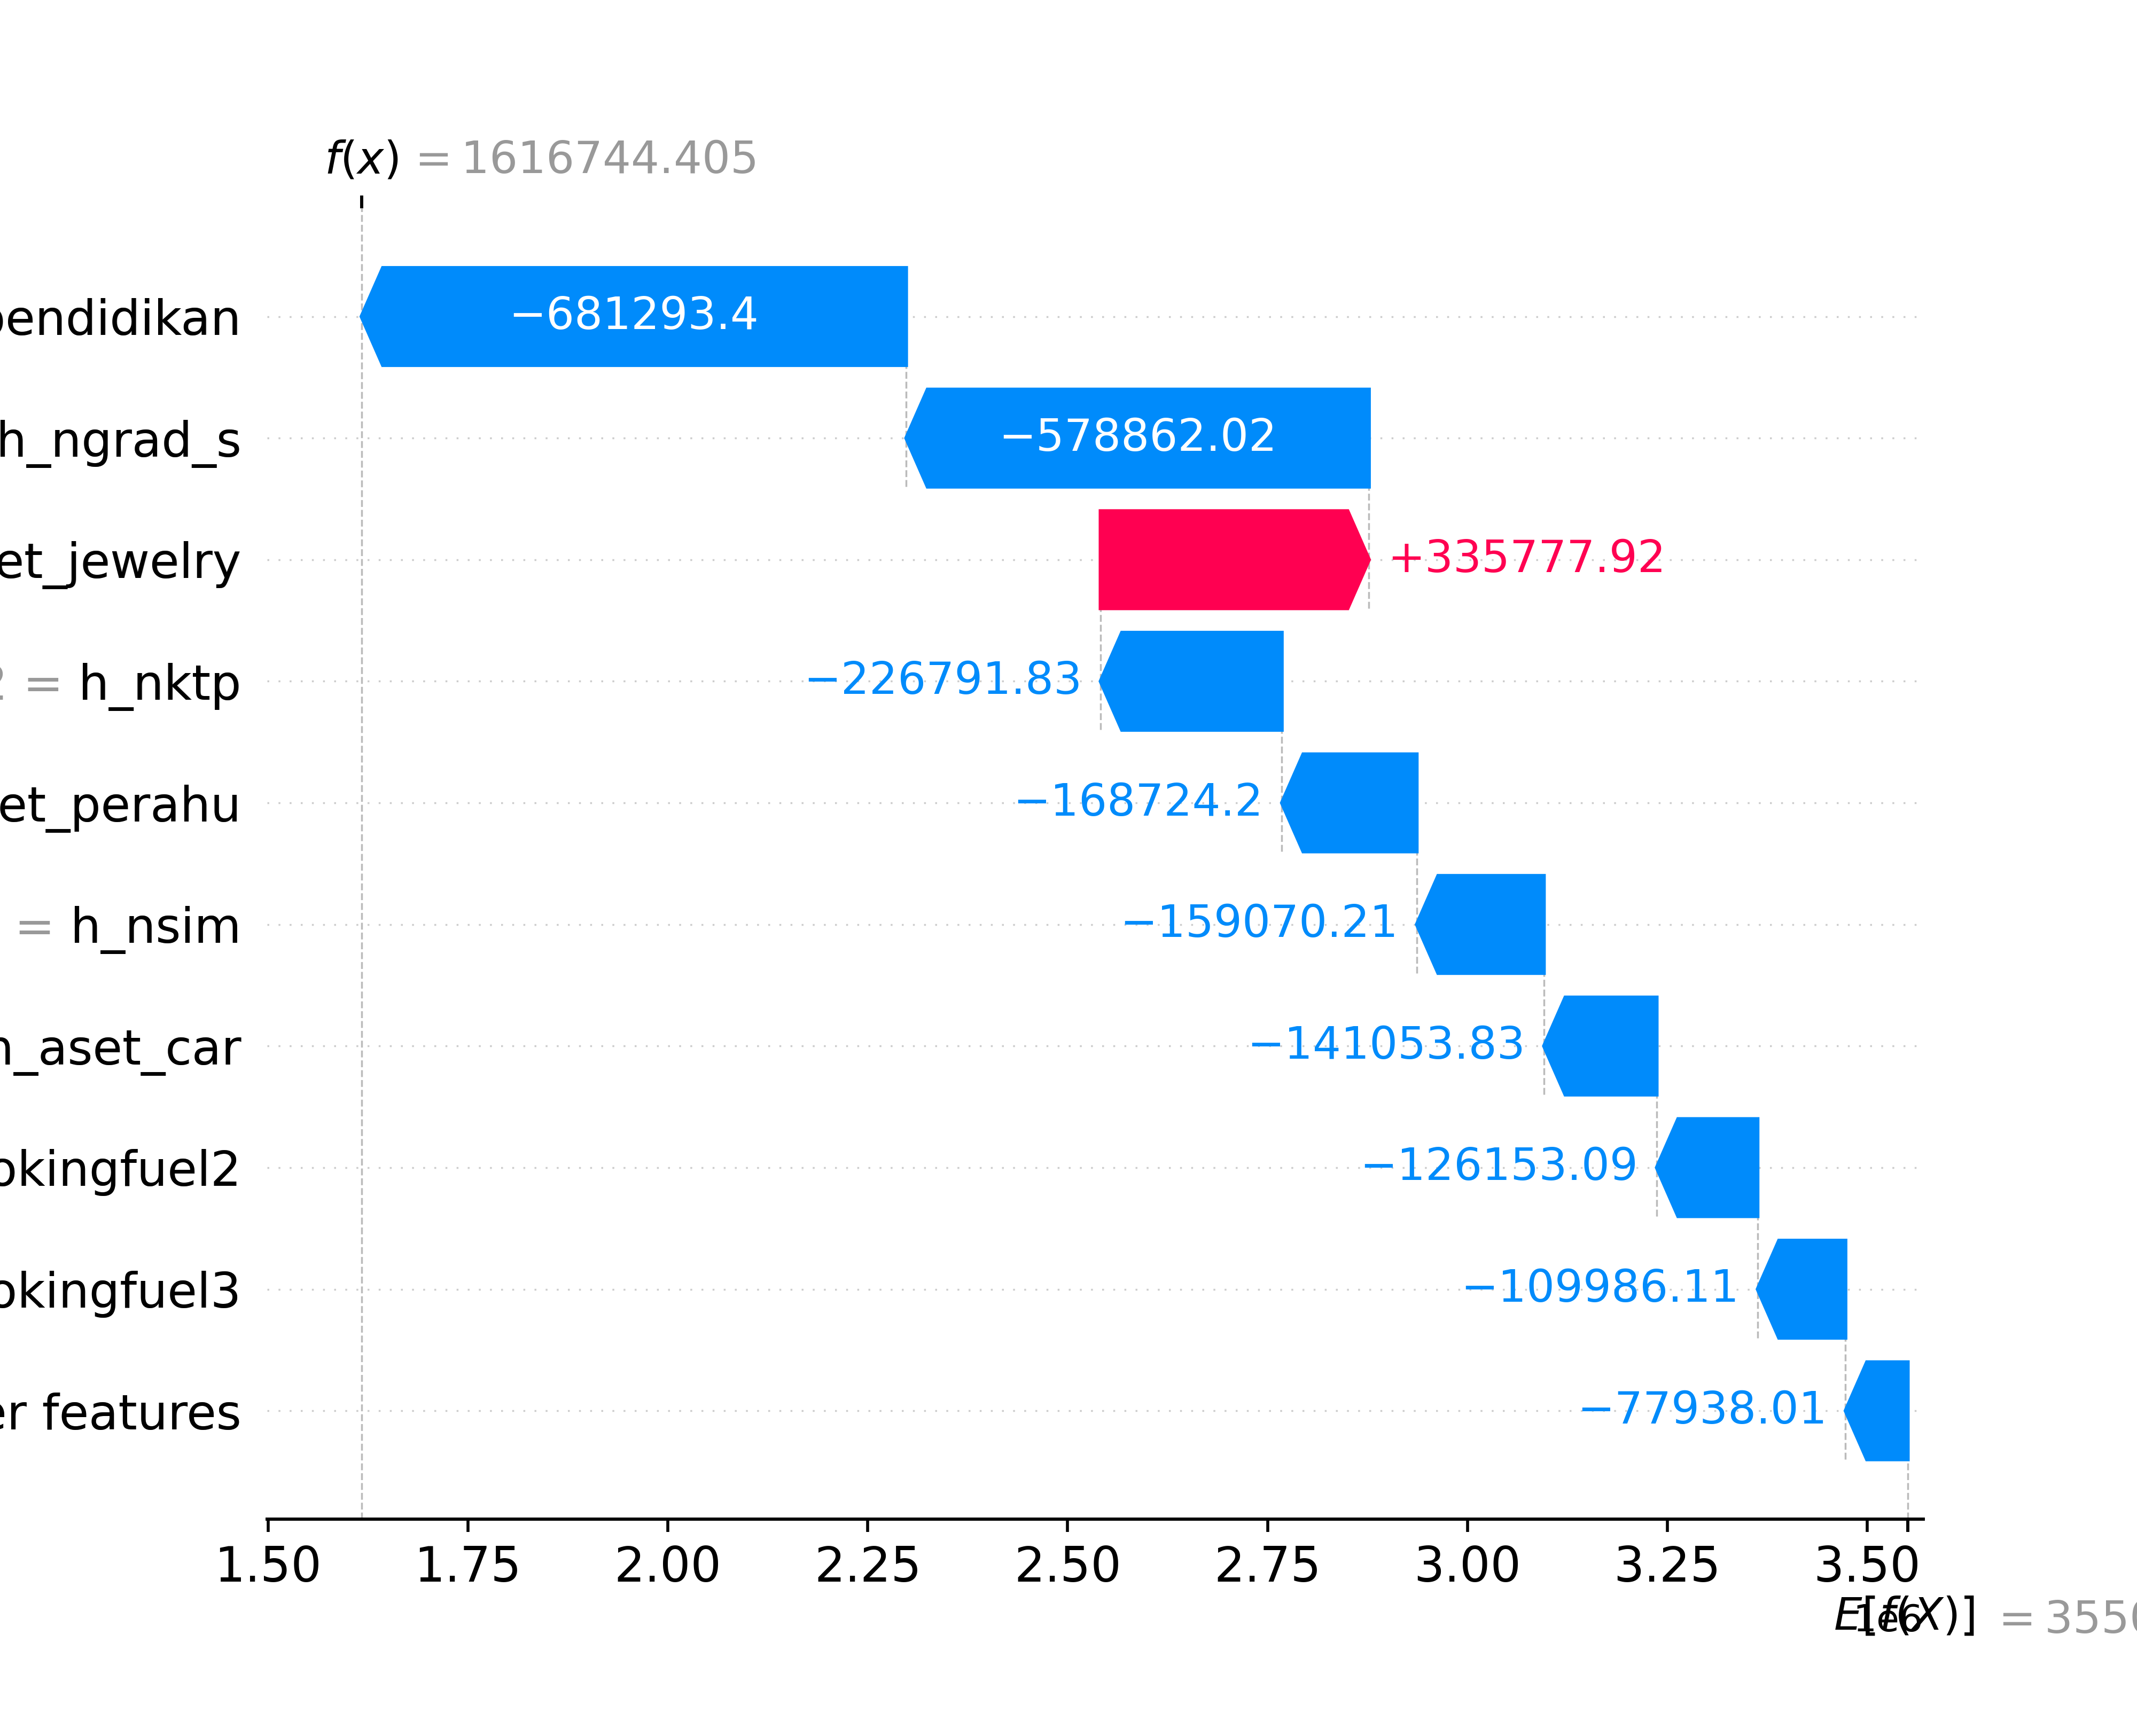 f(x) = 1616744.405
pendidikan −681293.4
h_ngrad_s −578862.02
et_jewelry +335777.92
= h_nktp −226791.83
et_perahu −168724.2
= h_nsim −159070.21
_aset_car −141053.83
okingfuel2 −126153.09
okingfuel3 −109986.11
er features −77938.01
1.50 1.75 2.00 2.25 2.50 2.75 3.00 3.25 3.50
1e6
E[f(X)] = 355